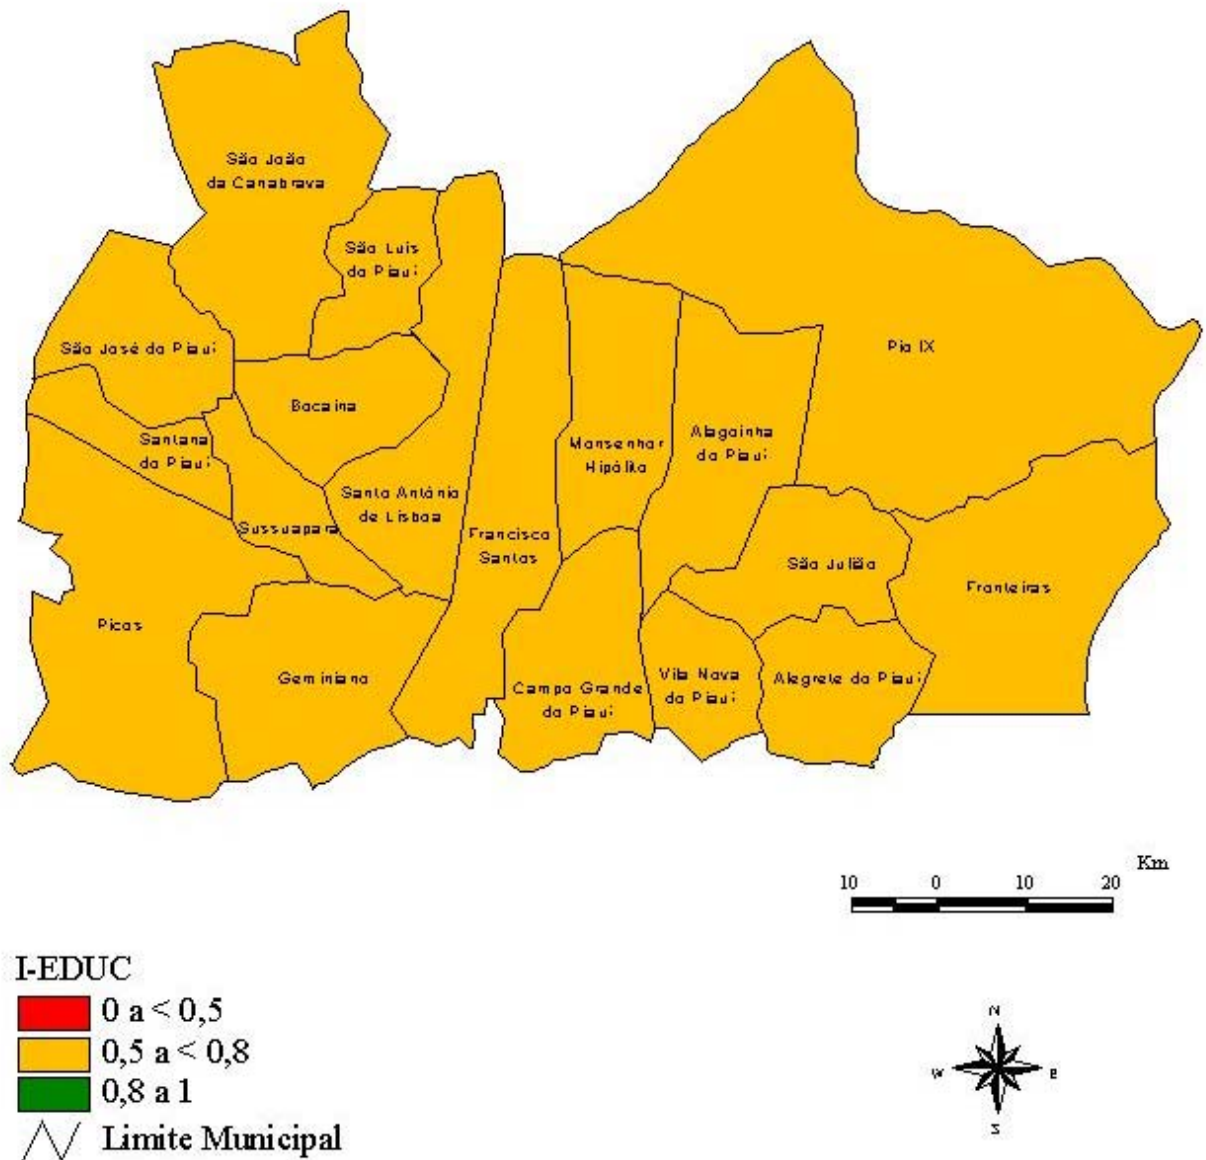 São João
da Canabrava
São Luis
do Piauí
São José do Piauí
Pio IX
Bocaina
Santana
do Piauí
Monsenhor
Hipólito
Alagoinha
do Piauí
Santo Antônio
de Lisboa
Sussuapara
Francisco
Santos
São Julião
Fronteiras
Picos
Geminiano
Campo Grande
do Piauí
Vila Nova
do Piauí
Alegrete do Piauí
Km
10 0 10 20
I-EDUC
0 a < 0,5
0,5 a < 0,8
0,8 a 1
Limite Municipal
N
W E
S